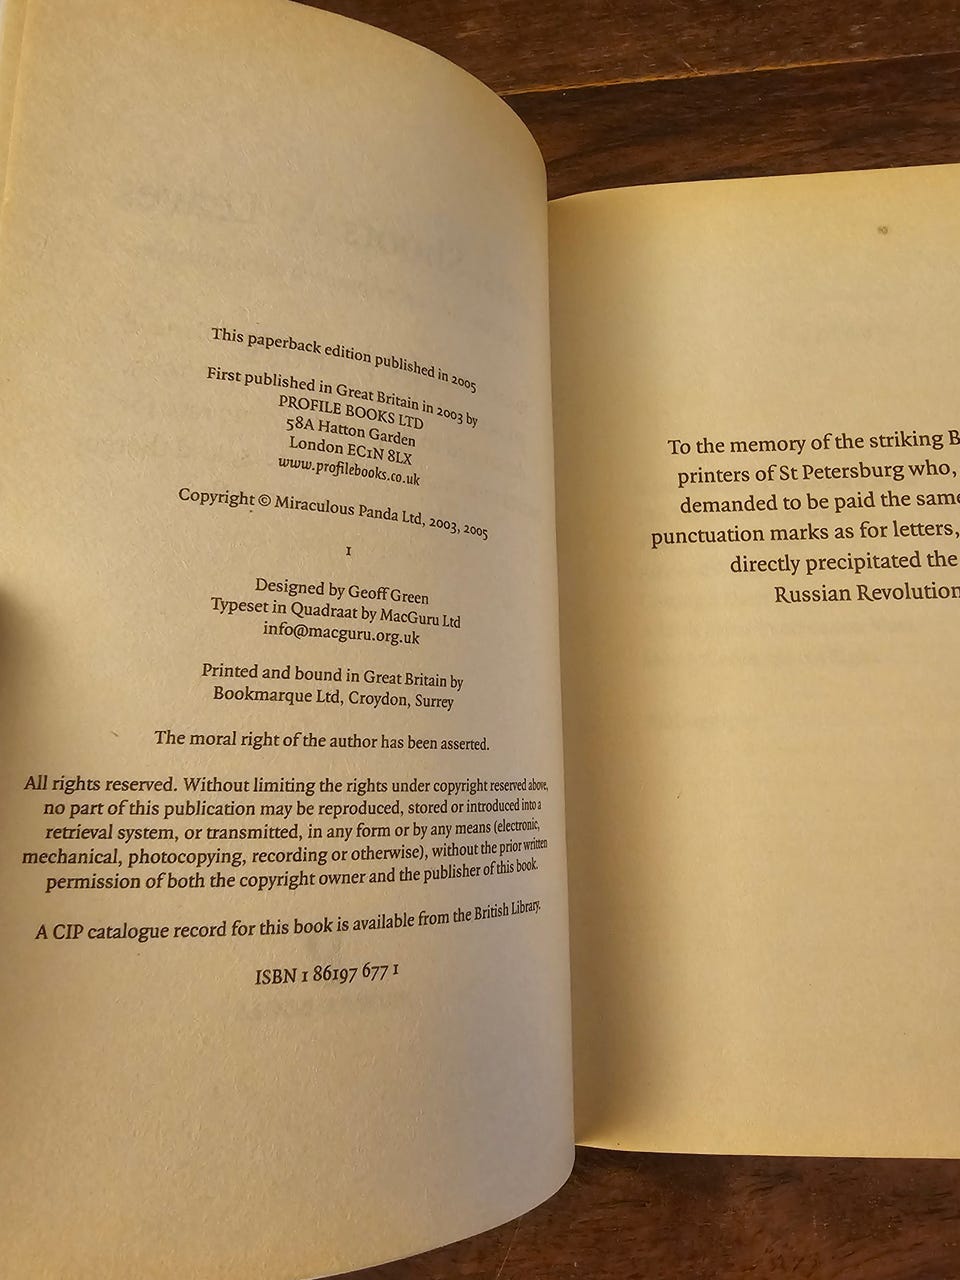 This paperback edition published in 2005
First published in Great Britain in 2003 by
PROFILE BOOKS LTD
58A Hatton Garden
London EC1N 8LX
www.profilebooks.co.uk
Copyright © Miraculous Panda Ltd, 2003, 2005
1
Designed by Geoff Green
Typeset in Quadraat by MacGuru Ltd
info@macguru.org.uk
Printed and bound in Great Britain by
Bookmarque Ltd, Croydon, Surrey
The moral right of the author has been asserted.
All rights reserved. Without limiting the rights under copyright reserved above,
no part of this publication may be reproduced, stored or introduced into a
retrieval system, or transmitted, in any form or by any means (electronic,
mechanical, photocopying, recording or otherwise), without the prior written
permission of both the copyright owner and the publisher of this book.
A CIP catalogue record for this book is available from the British Library.
ISBN 1 86197 677 1
To the memory of the striking B
printers of St Petersburg who,
demanded to be paid the same
punctuation marks as for letters,
directly precipitated the
Russian Revolution